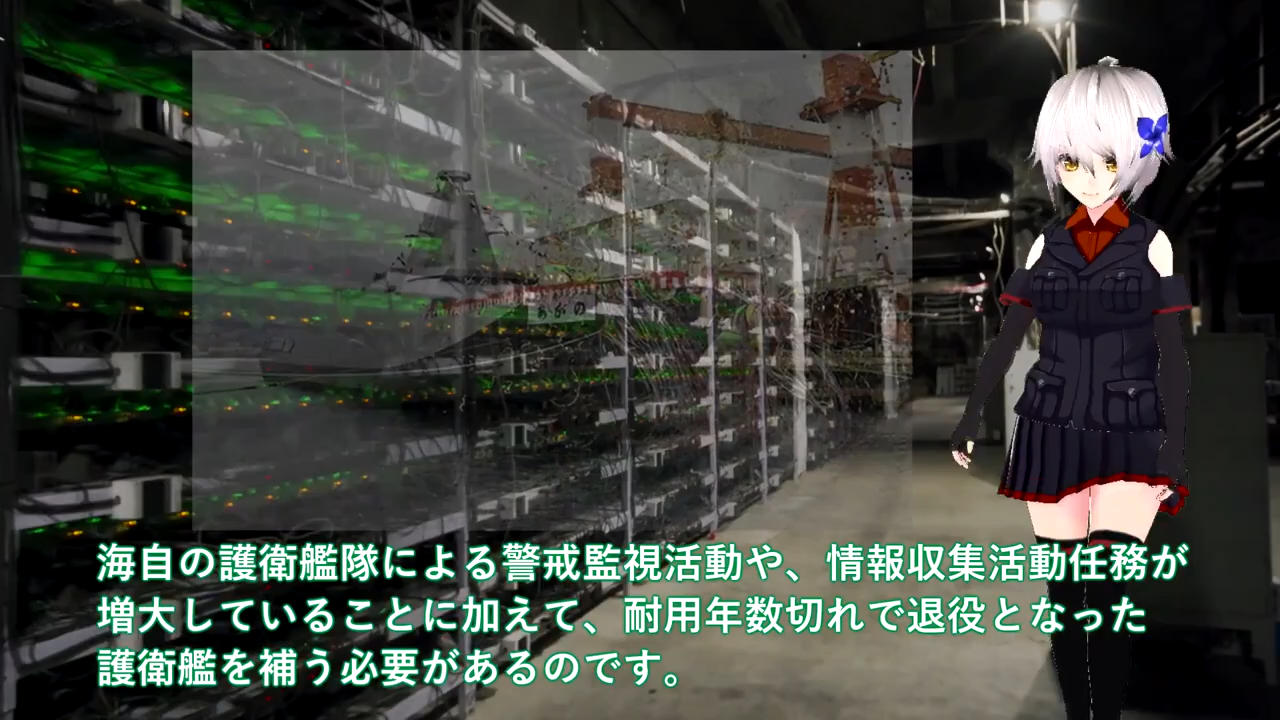 あがの
海自の護衛艦隊による警戒監視活動や、情報収集活動任務が
増大していることに加えて、耐用年数切れで退役となった
護衛艦を補う必要があるのです。